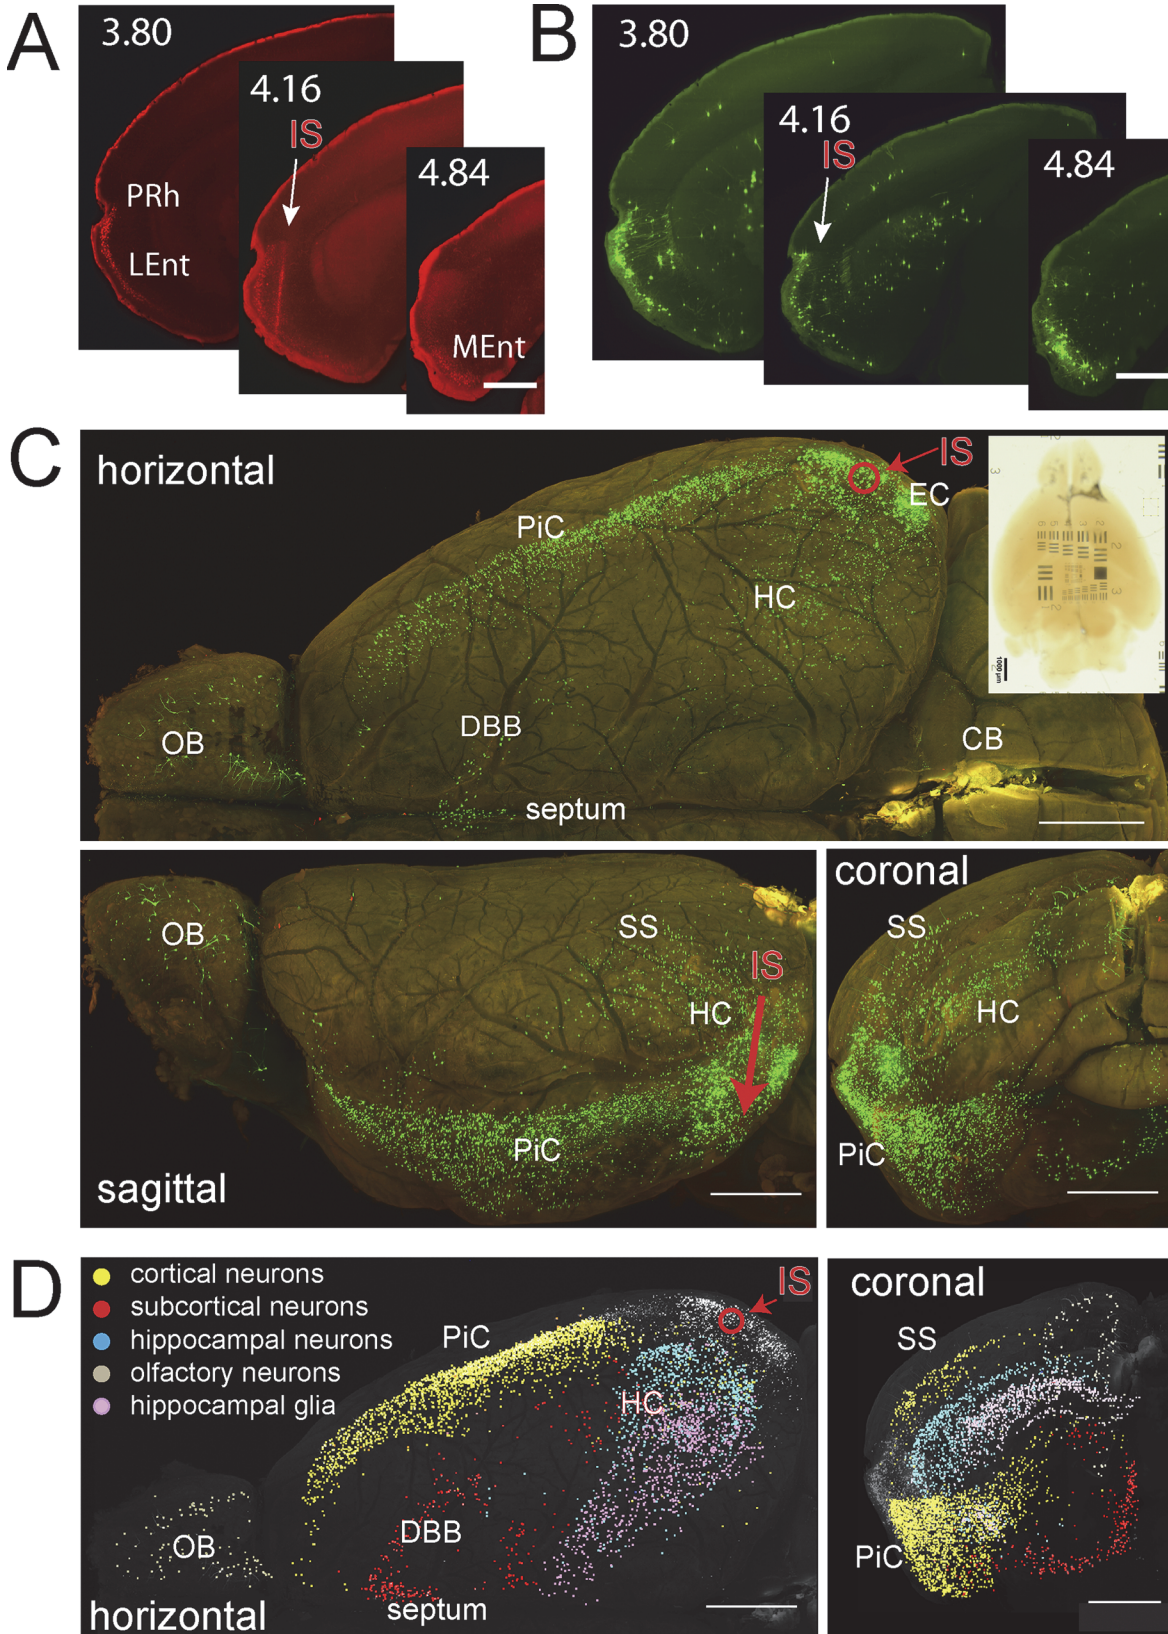 A
3.80
4.16
IS
4.84
PRh
LEnt
MEnt
B
3.80
4.16
IS
4.84
C
horizontal
IS
EC
PiC
HC
OB
DBB
septum
CB
1000 µm
OB
SS
IS
HC
PiC
sagittal
coronal
SS
HC
PiC
D
cortical neurons
subcortical neurons
hippocampal neurons
olfactory neurons
hippocampal glia
IS
PiC
HC
OB
DBB
septum
horizontal
coronal
SS
PiC